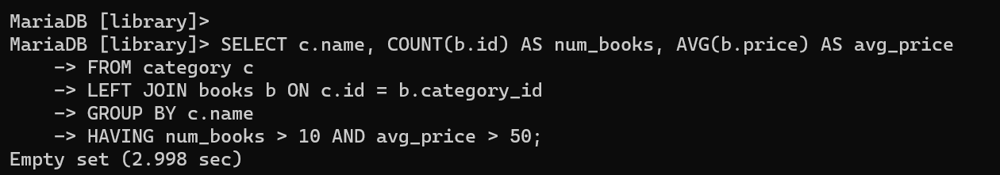 MariaDB [library]>
MariaDB [library]> SELECT c.name, COUNT(b.id) AS num_books, AVG(b.price) AS avg_price
    -> FROM category c
    -> LEFT JOIN books b ON c.id = b.category_id
    -> GROUP BY c.name
    -> HAVING num_books > 10 AND avg_price > 50;
Empty set (2.998 sec)